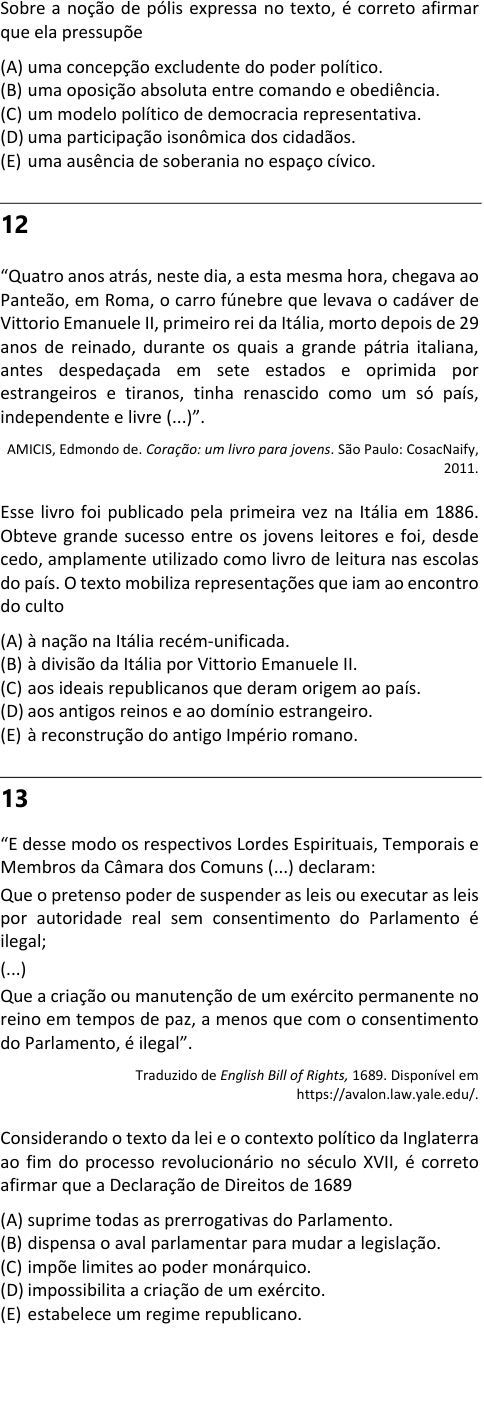 Sobre a noção de pólis expressa no texto, é correto afirmar
que ela pressupõe
(A) uma concepção excludente do poder político.
(B) uma oposição absoluta entre comando e obediência.
(C) um modelo político de democracia representativa.
(D) uma participação isonômica dos cidadãos.
(E) uma ausência de soberania no espaço cívico.
12
“Quatro anos atrás, neste dia, a esta mesma hora, chegava ao
Panteão, em Roma, o carro fúnebre que levava o cadáver de
Vittorio Emanuele II, primeiro rei da Itália, morto depois de 29
anos de reinado, durante os quais a grande pátria italiana,
antes despedaçada em sete estados e oprimida por
estrangeiros e tiranos, tinha renascido como um só país,
independente e livre (...)”.
AMICIS, Edmondo de. Coração: um livro para jovens. São Paulo: CosacNaify,
2011.
Esse livro foi publicado pela primeira vez na Itália em 1886.
Obteve grande sucesso entre os jovens leitores e foi, desde
cedo, amplamente utilizado como livro de leitura nas escolas
do país. O texto mobiliza representações que iam ao encontro
do culto
(A) à nação na Itália recém-unificada.
(B) à divisão da Itália por Vittorio Emanuele II.
(C) aos ideais republicanos que deram origem ao país.
(D) aos antigos reinos e ao domínio estrangeiro.
(E) à reconstrução do antigo Império romano.
13
“E desse modo os respectivos Lordes Espirituais, Temporais e
Membros da Câmara dos Comuns (...) declaram:
Que o pretenso poder de suspender as leis ou executar as leis
por autoridade real sem consentimento do Parlamento é
ilegal;
(...)
Que a criação ou manutenção de um exército permanente no
reino em tempos de paz, a menos que com o consentimento
do Parlamento, é ilegal”.
Traduzido de English Bill of Rights, 1689. Disponível em
https://avalon.law.yale.edu/.
Considerando o texto da lei e o contexto político da Inglaterra
ao fim do processo revolucionário no século XVII, é correto
afirmar que a Declaração de Direitos de 1689
(A) suprime todas as prerrogativas do Parlamento.
(B) dispensa o aval parlamentar para mudar a legislação.
(C) impõe limites ao poder monárquico.
(D) impossibilita a criação de um exército.
(E) estabelece um regime republicano.